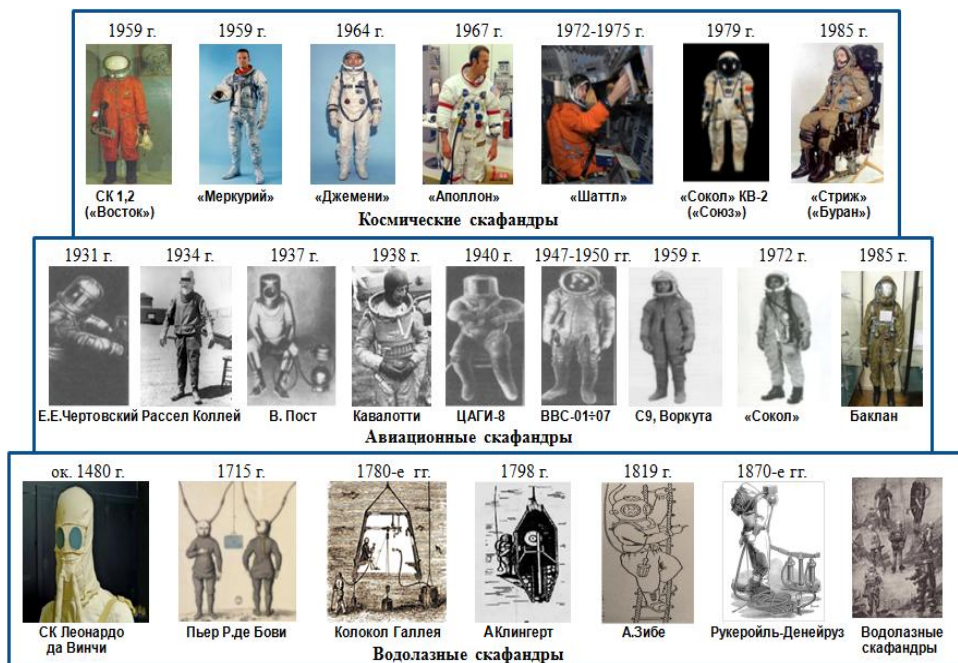 1959 г. 1959 г. 1964 г. 1967 г. 1972-1975 г. 1979 г. 1985 г.
СК 1,2 «Меркурий» «Джемени» «Аполлон» «Шаттл» «Сокол» КВ-2 «Стриж»
(«Восток») («Союз») («Буран»)
Космические скафандры
1931 г. 1934 г. 1937 г. 1938 г. 1940 г. 1947-1950 гг. 1959 г. 1972 г. 1985 г.
Е.Е.Чертовский Рассел Коллей В. Пост Кавалотти ЦАГИ-8 ВВС-01÷07 С9, Воркута «Сокол» Баклан
Авиационные скафандры
ок. 1480 г. 1715 г. 1780-е гг. 1798 г. 1819 г. 1870-е гг.
СК Леонардо Пьер Р.де Бови Колокол Галлея АКлингерт А.Зибе Рукеройль-Денейруз Водолазные
да Винчи скафандры
Водолазные скафандры